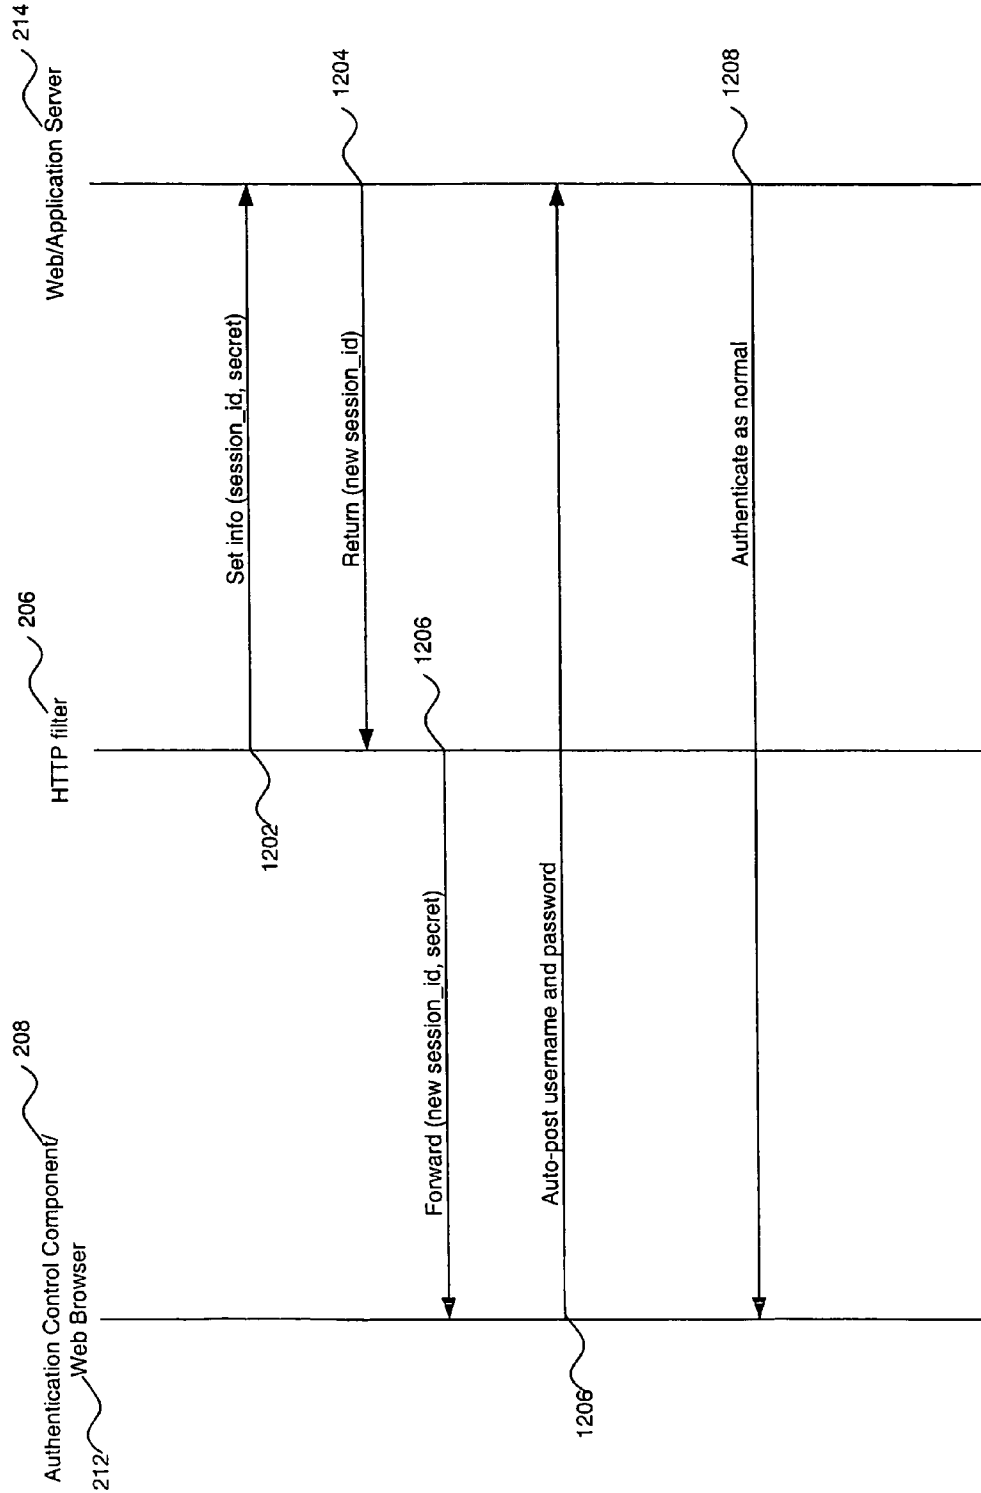 Authentication Control Component/
Web Browser
208
212
HTTP filter
206
Web/Application Server
214
Set info (session_id, secret)
1202
Return (new session_id)
1204
Forward (new session_id, secret)
1206
Auto-post username and password
1206
Authenticate as normal
1208